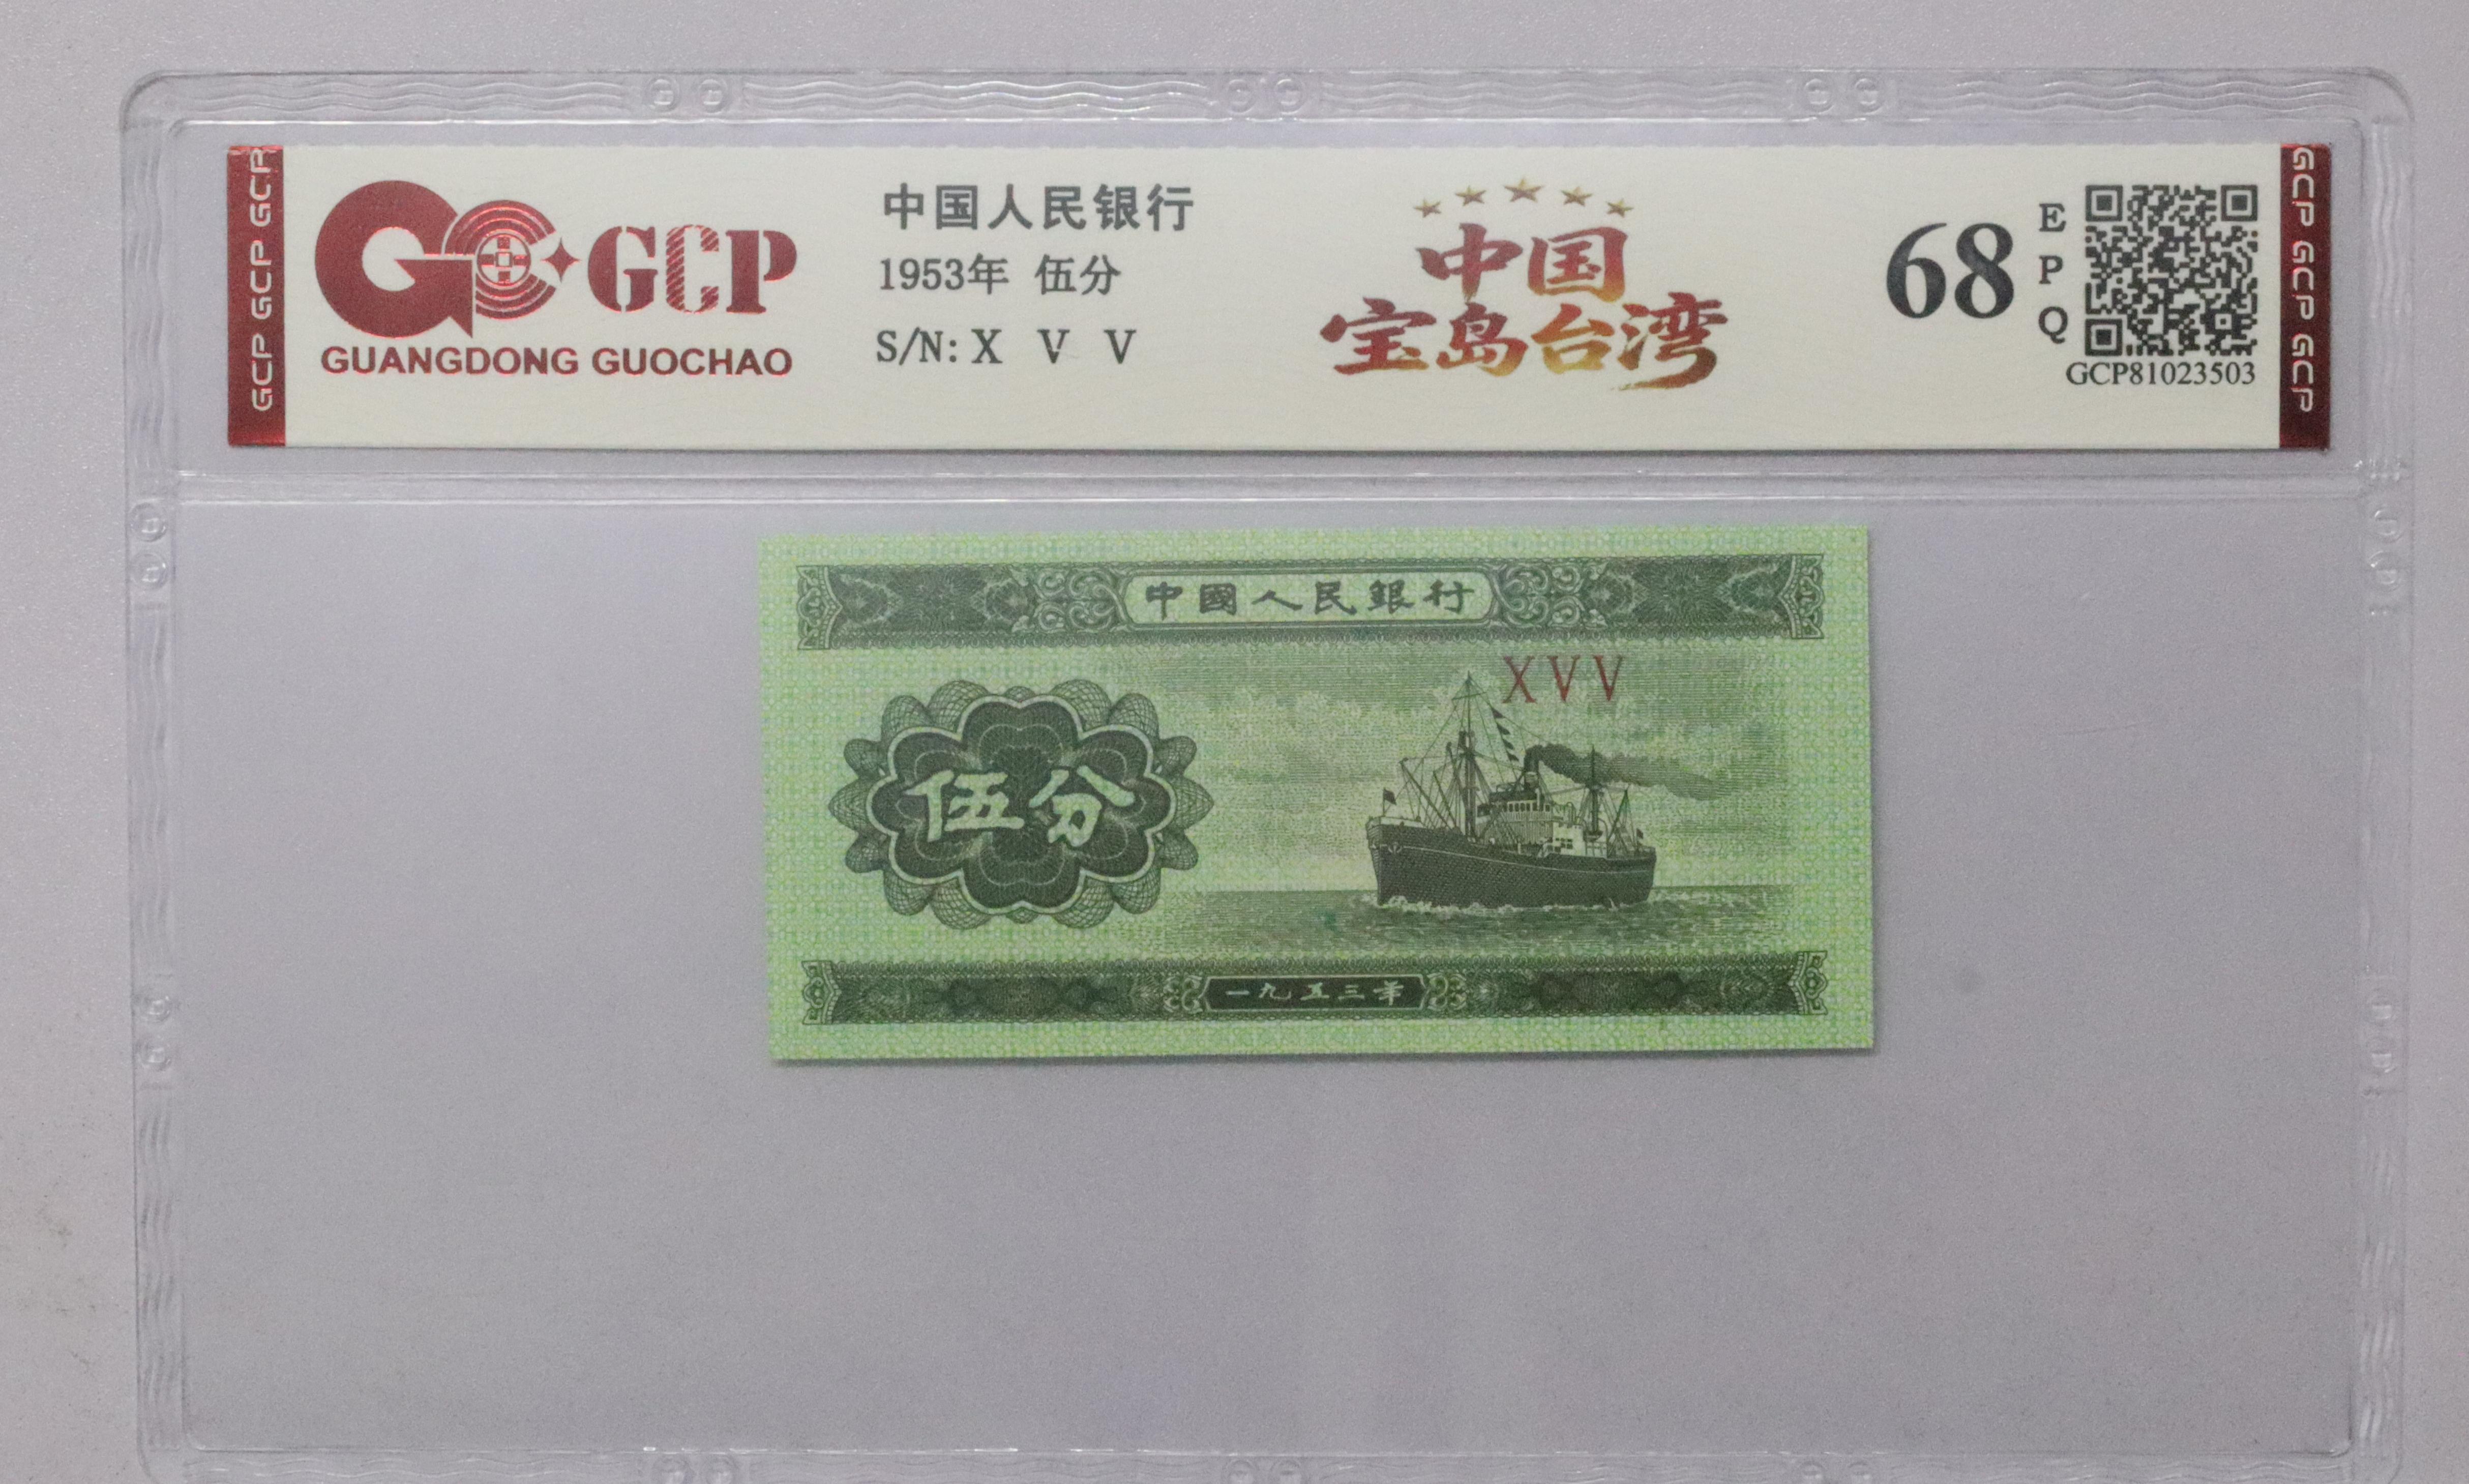 GCP GCP GCP
GCP
GUANGDONG GUOCHAO
中国人民银行
1953年 伍分
S/N: X V V
中国
宝岛台湾
68
EPQ
GCP81023503
GCP GCP GCP
中國人民銀行
XVV
伍分
一九五三年